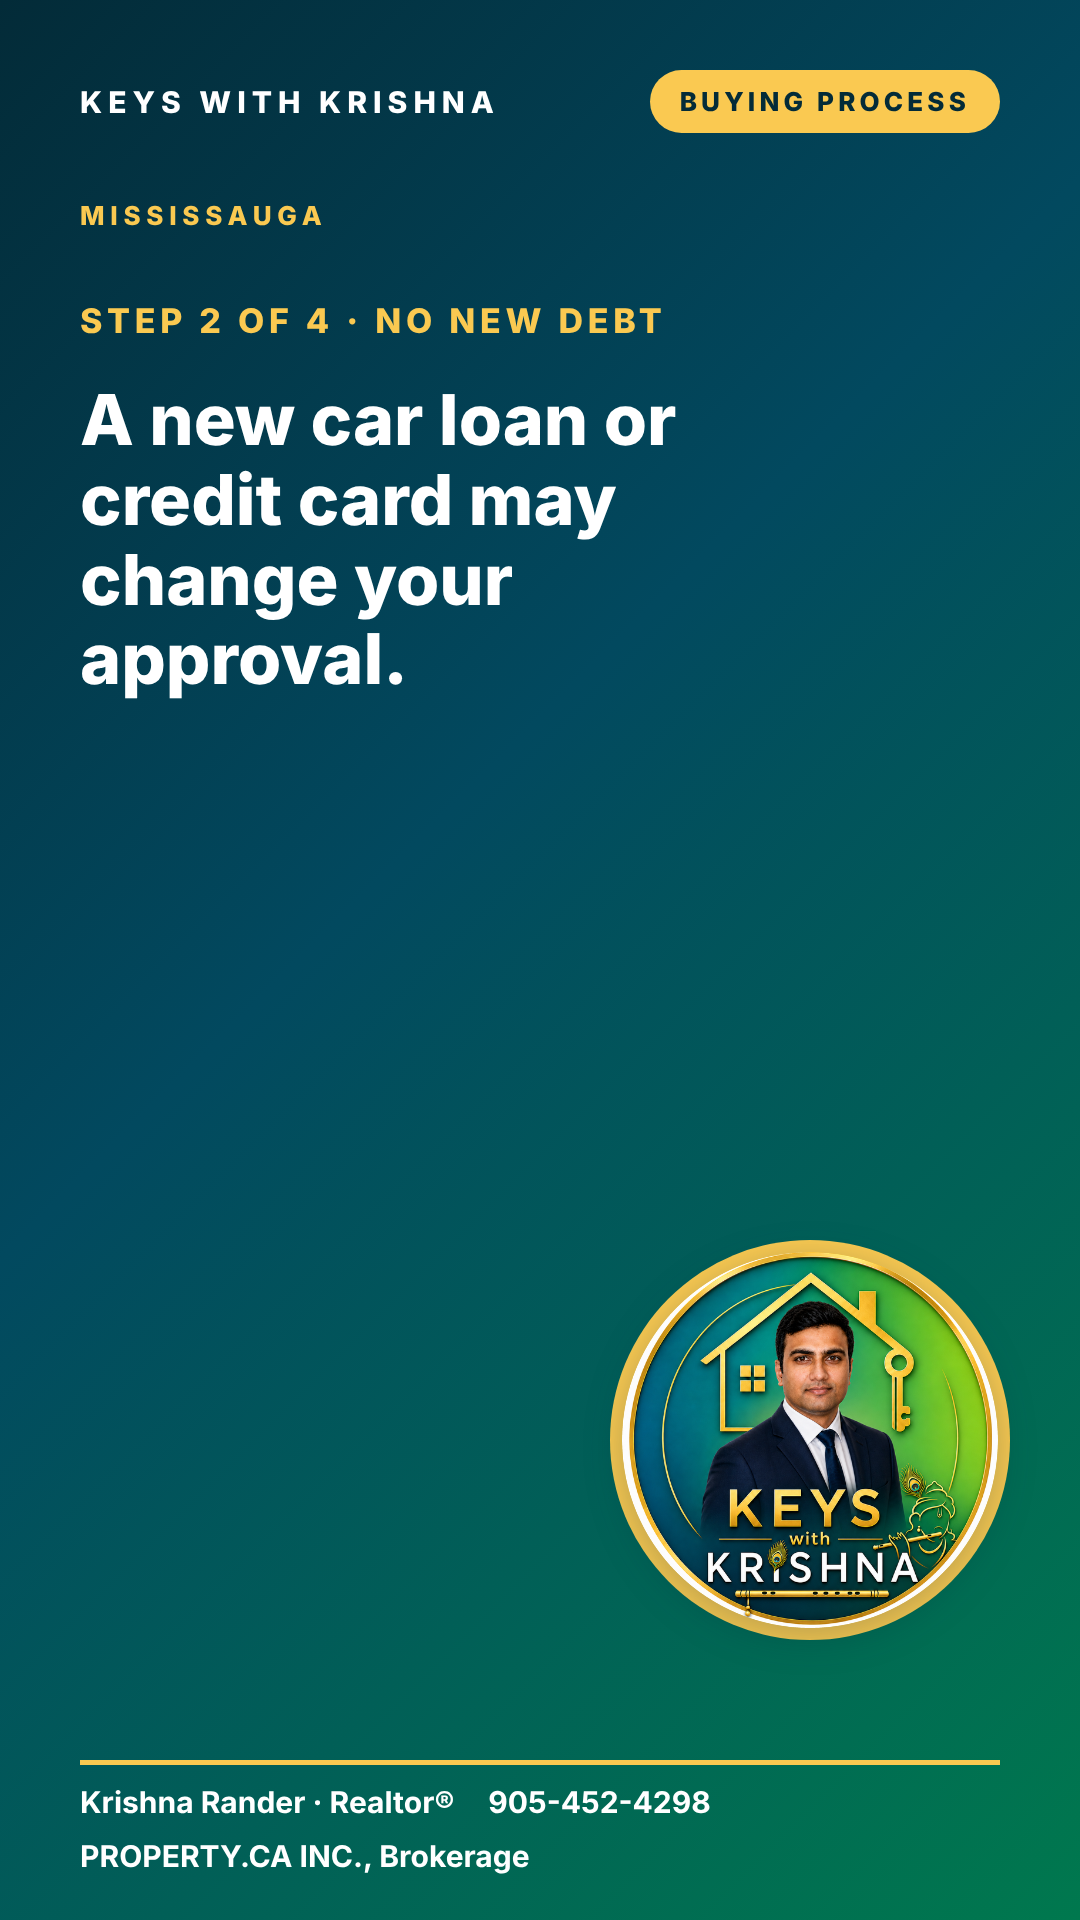 KEYS WITH KRISHNA
BUYING PROCESS
MISSISSAUGA
STEP 2 OF 4 · NO NEW DEBT
A new car loan or
credit card may
change your
approval.
KEYS
with
KRISHNA
Krishna Rander · Realtor® 905-452-4298
PROPERTY.CA INC., Brokerage